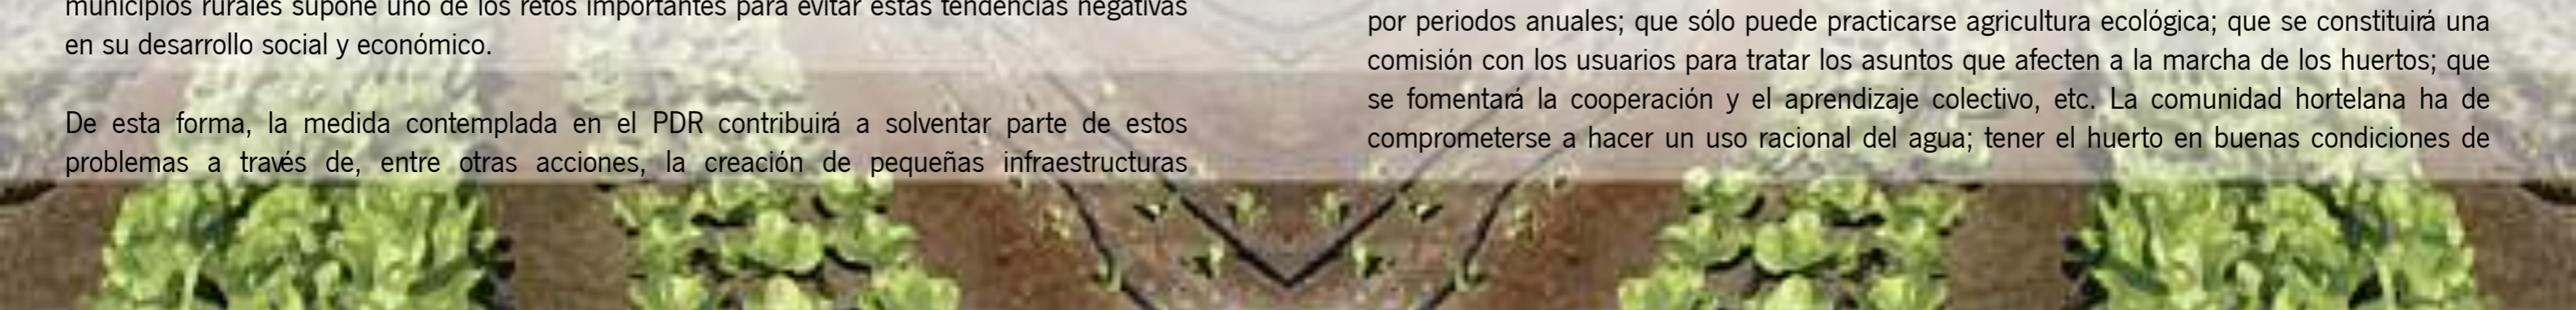 municipios rurales supone uno de los retos importantes para evitar estas tendencias negativas
en su desarrollo social y económico.
De esta forma, la medida contemplada en el PDR contribuirá a solventar parte de estos
problemas a través de, entre otras acciones, la creación de pequeñas infraestructuras
por periodos anuales; que sólo puede practicarse agricultura ecológica; que se constituirá una
comisión con los usuarios para tratar los asuntos que afecten a la marcha de los huertos; que
se fomentará la cooperación y el aprendizaje colectivo, etc. La comunidad hortelana ha de
comprometerse a hacer un uso racional del agua; tener el huerto en buenas condiciones de